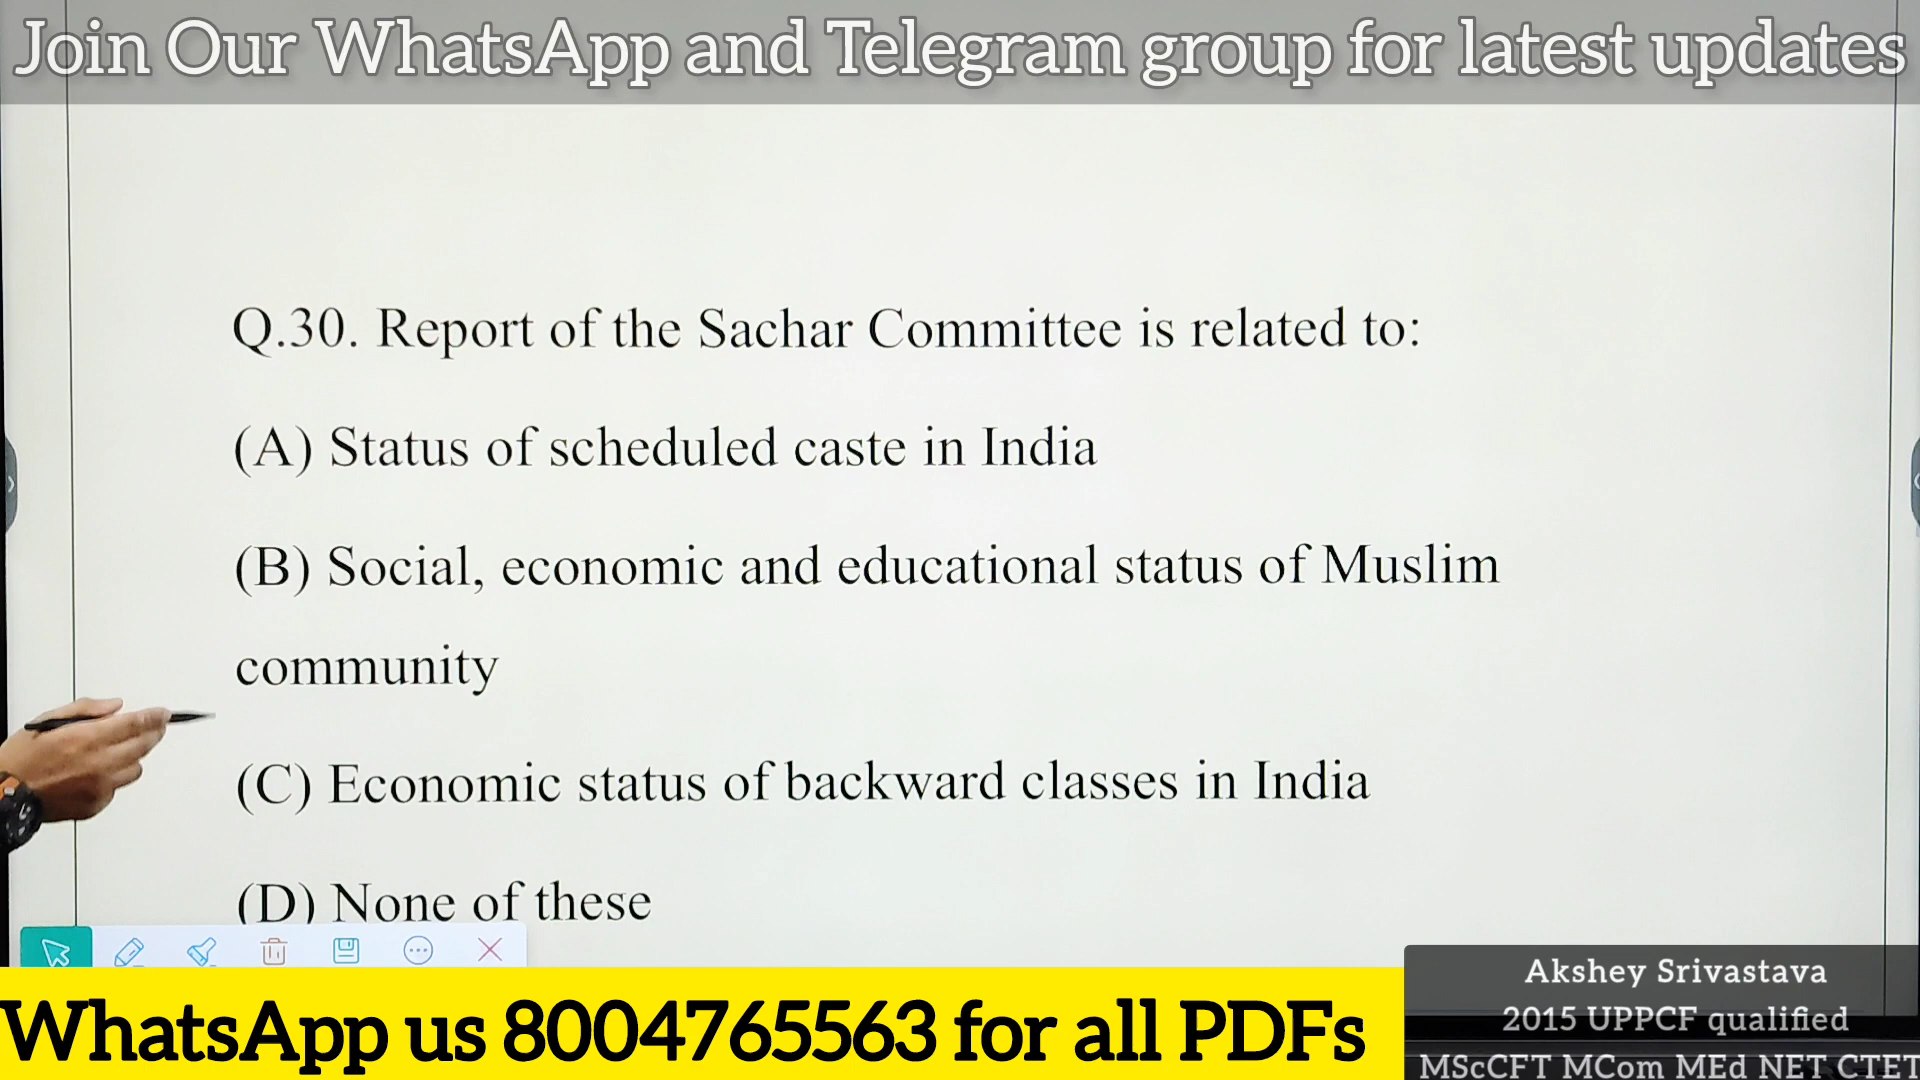 Join Our WhatsApp and Telegram group for latest updates
Q.30. Report of the Sachar Committee is related to:
(A) Status of scheduled caste in India
(B) Social, economic and educational status of Muslim
community
(C) Economic status of backward classes in India
(D) None of these
WhatsApp us 8004765563 for all PDFs
Akshey Srivastava
2015 UPPCF qualified
MScCFT MCom MEd NET CTET